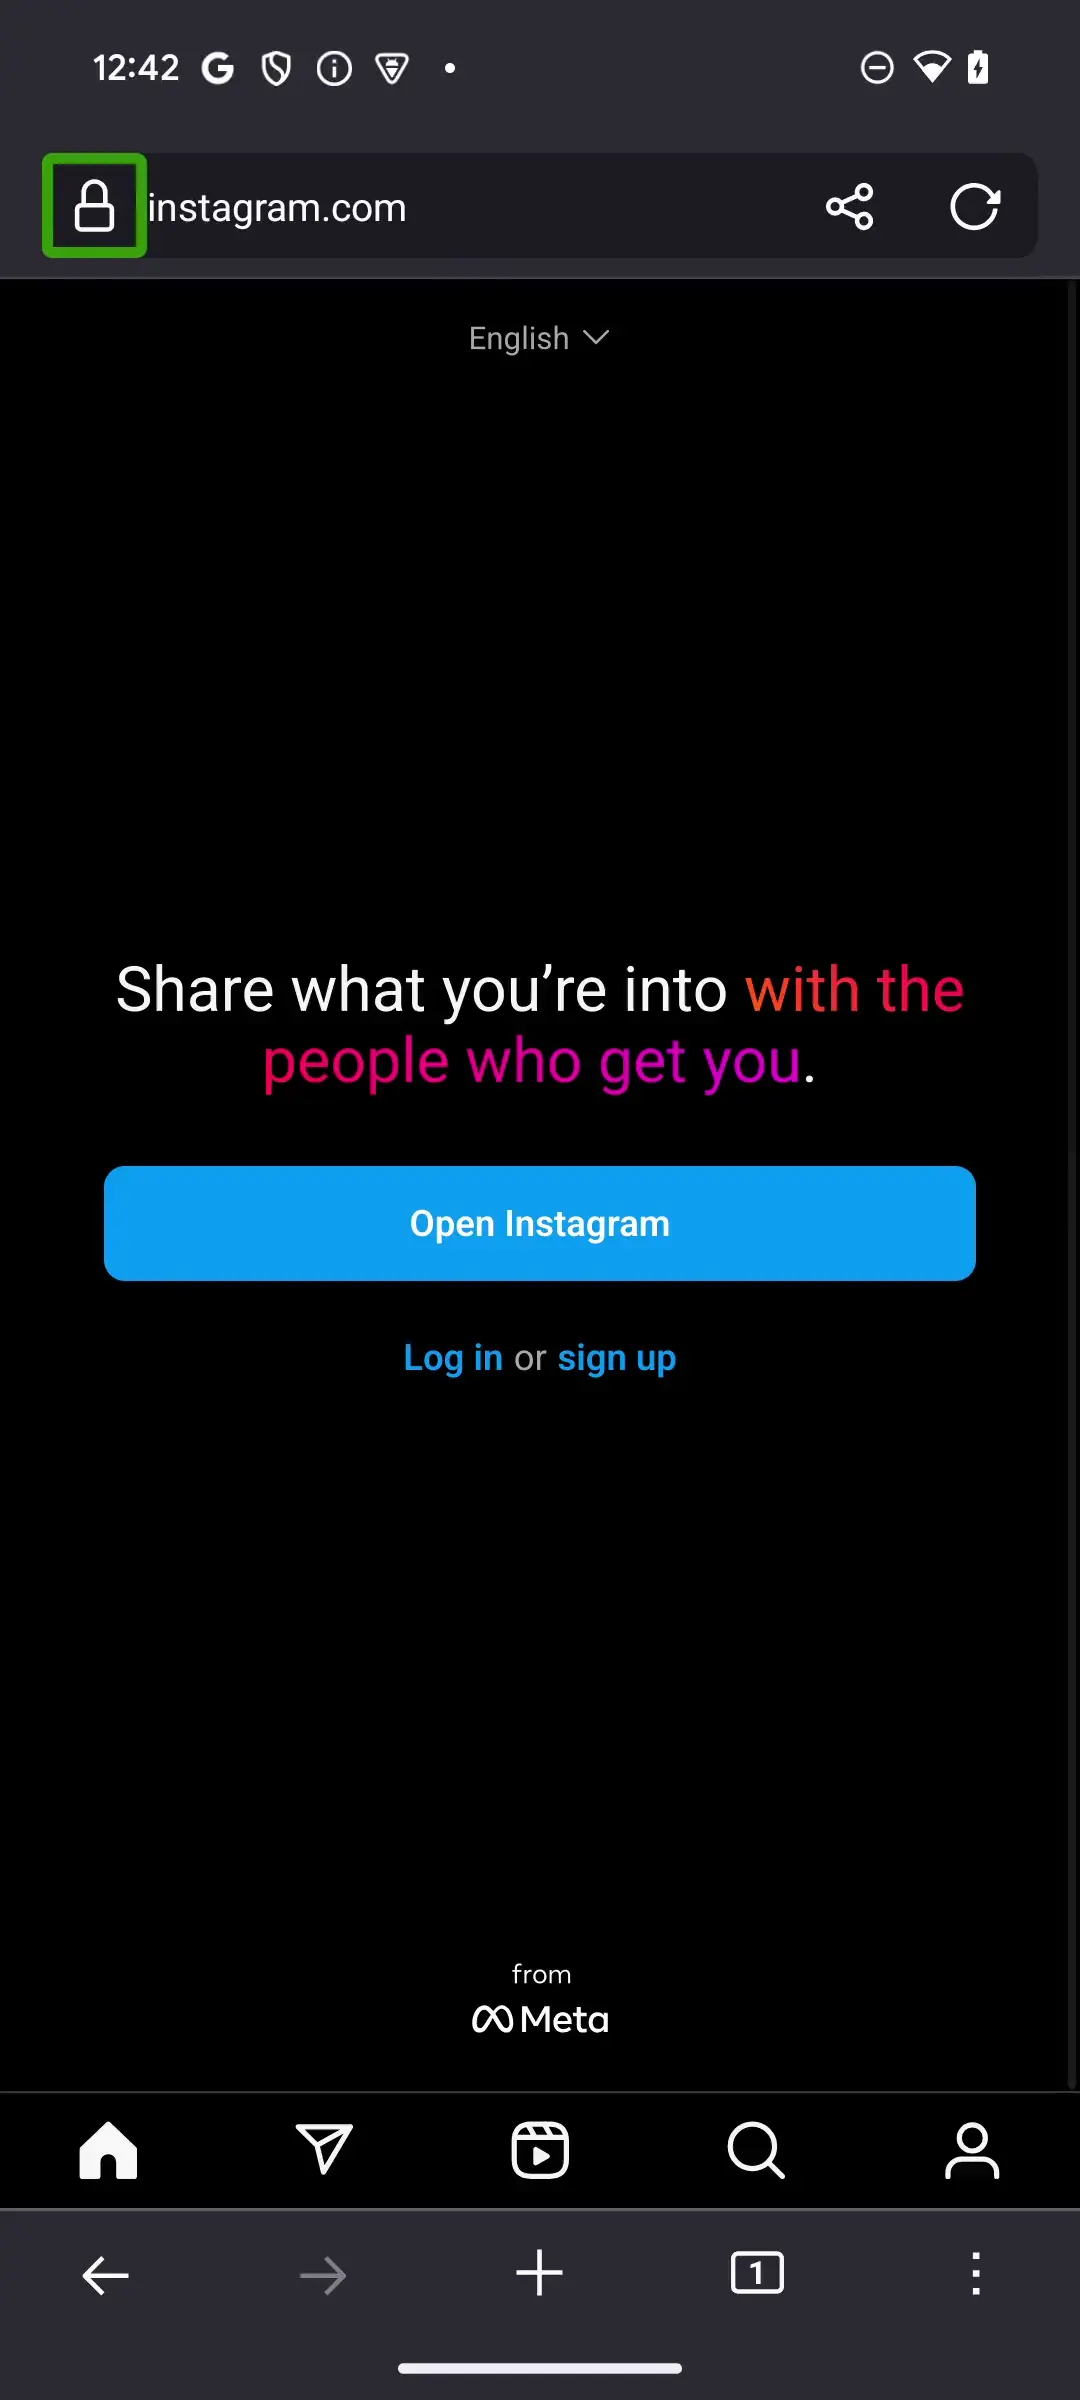 12:42
instagram.com
English
Share what you’re into with the
people who get you.
Open Instagram
Log in or sign up
from
Meta
1